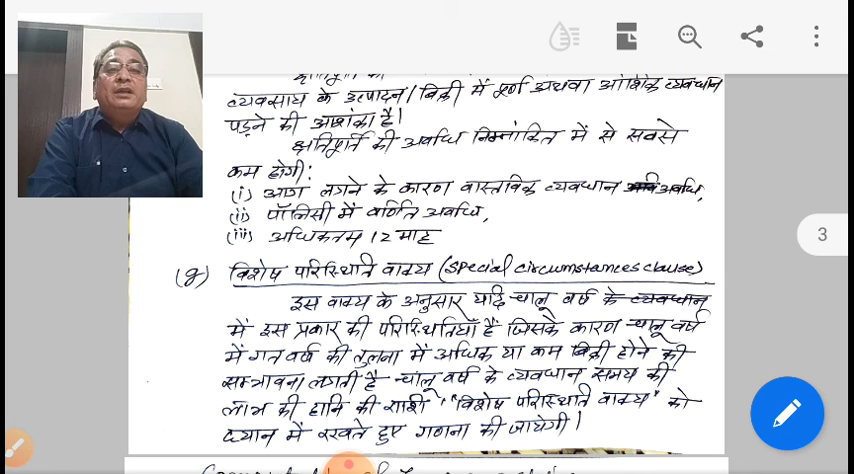 व्यवसाय के उत्पादन/बिक्री में पूर्ण अथवा आंशिक व्यवधान
पड़ने की आशंका है।
क्षतिपूर्ति की अवधि निम्नांकित में से सबसे
कम होगी:
(i) आग लगने के कारण वास्तविक व्यवधान अवधि,
(ii) पॉलिसी में वर्णित अवधि,
(iii) अधिकतम 12 माह
3
(g) विशेष परिस्थिति वाक्य (Special circumstances clause)
इस वाक्य के अनुसार यदि चालू वर्ष के व्यवधान
में इस प्रकार की परिस्थितियाँ हैं जिसके कारण चालू वर्ष
में गत वर्ष की तुलना में अधिक या कम बिक्री होने की
सम्भावना लगती है चालू वर्ष के व्यवधान समय की
लाभ की हानि की राशी "विशेष परिस्थिति वाक्य" को
ध्यान में रखते हुए गणना की जायेगी।